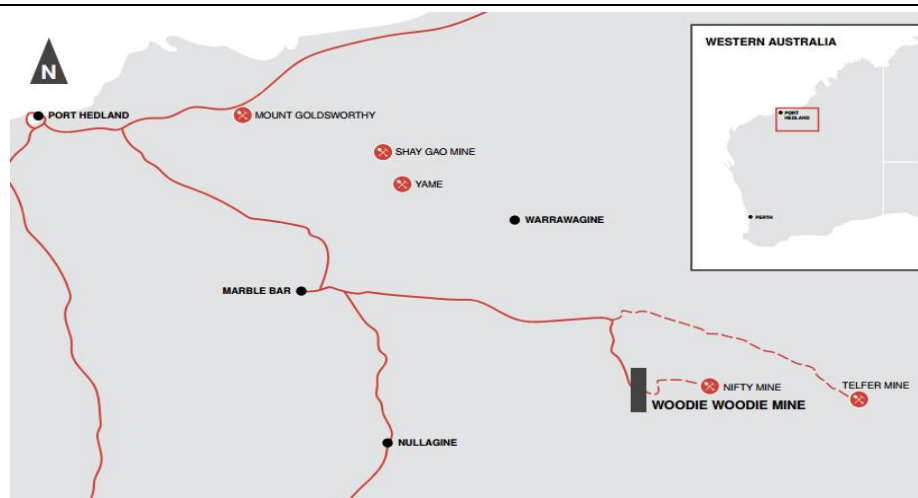 N
PORT HEDLAND
MOUNT GOLDSWORTHY
SHAY GAO MINE
YAME
WARRAWAGINE
MARBLE BAR
NIFTY MINE
TELFER MINE
WOODIE WOODIE MINE
NULLAGINE
WESTERN AUSTRALIA
PORT
HEDLAND
PERTH